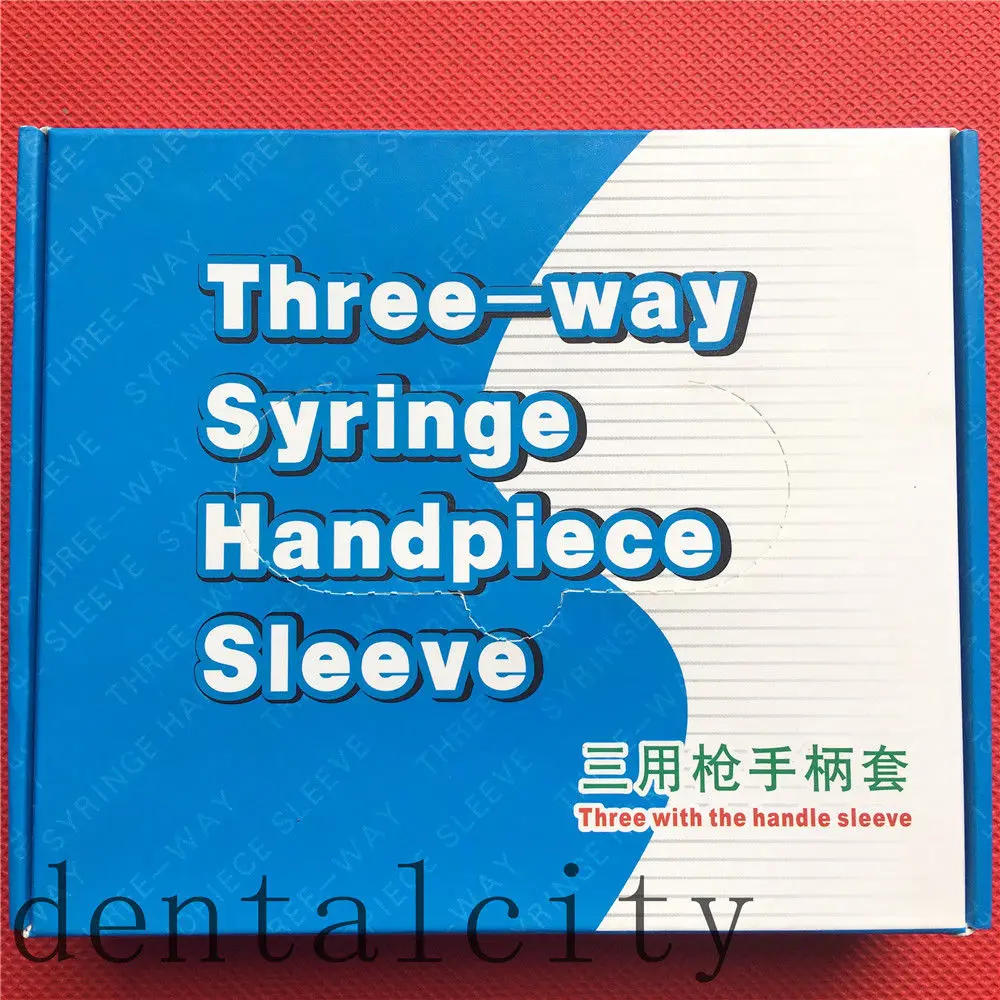 Three-way
Syringe
Handpiece
Sleeve
三用枪手柄套
Three with the handle sleeve
dentalcity